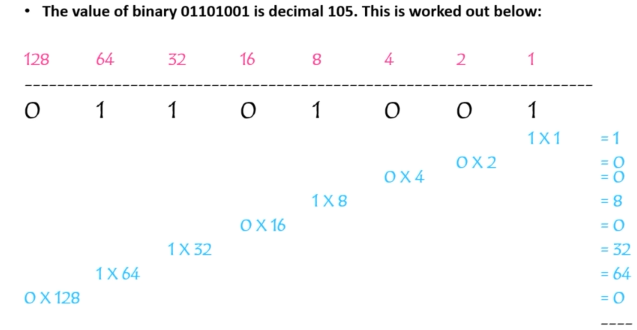 • The value of binary 01101001 is decimal 105. This is worked out below:
128 64 32 16 8 4 2 1
--------------------------------------------------------------------
0 1 1 0 1 0 0 1
1 X 1 = 1
0 X 2 = 0
0 X 4 = 0
1 X 8 = 8
0 X 16 = 0
1 X 32 = 32
1 X 64 = 64
0 X 128 = 0
----